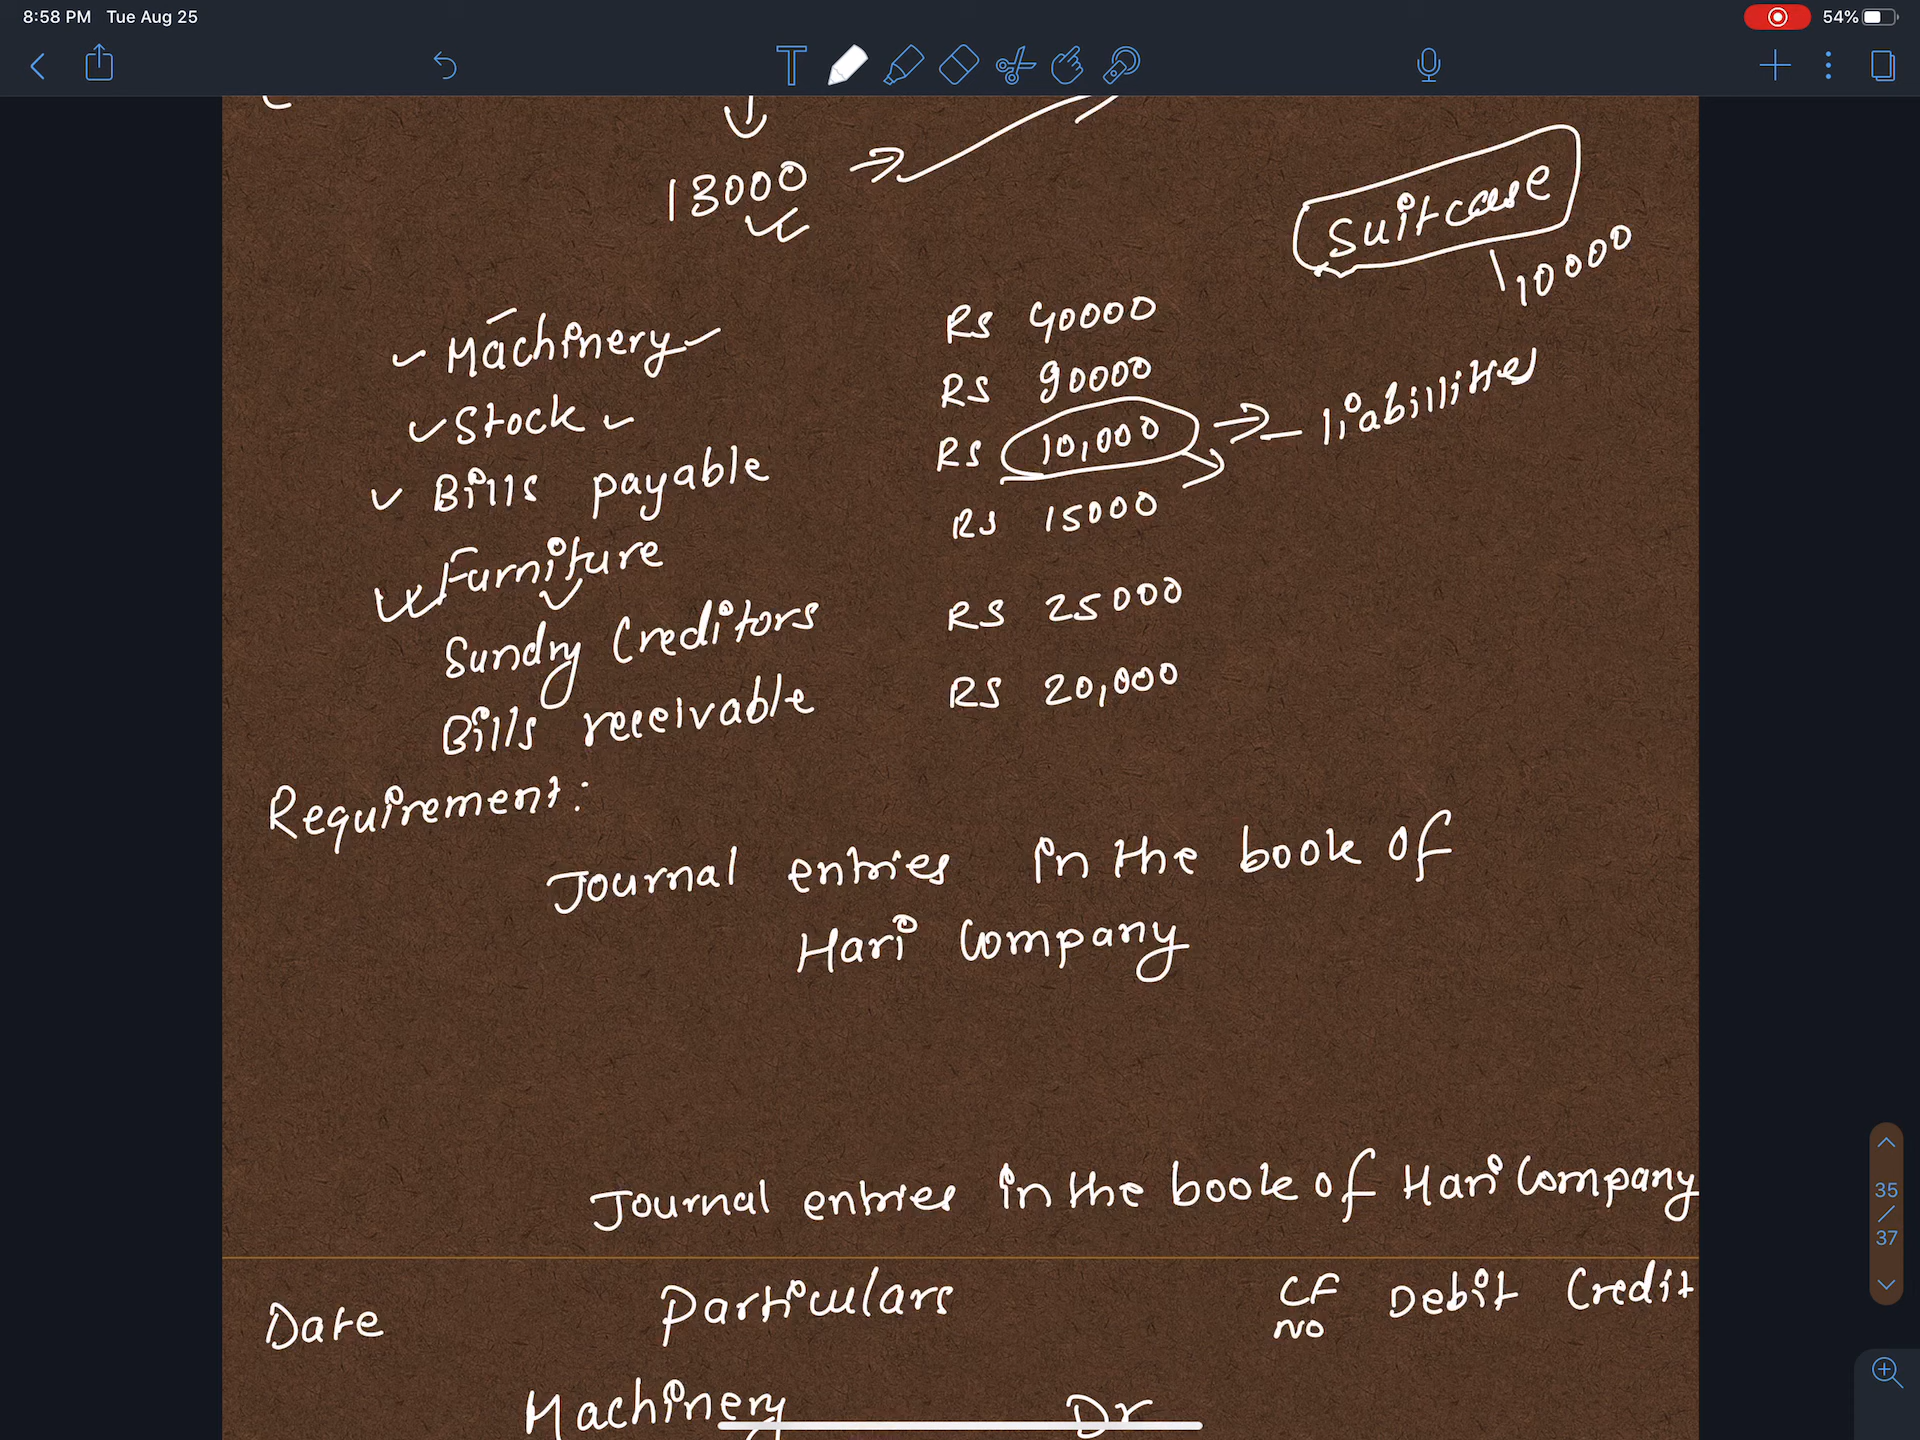 8:58 PM Tue Aug 25
54%
13000
Suitcase
10000
Machinery RS 40000
Stock RS 90000
Bills payable RS 10,000 liabillities
Furniture RS 15000
Sundry Creditors RS 25000
Bills receivable RS 20,000
Requirement:
Journal entries in the book of
Hari Company
Journal entries in the book of Hari Company
35
/
37
Date Particulars CF NO Debit Credit
Machinery Dr